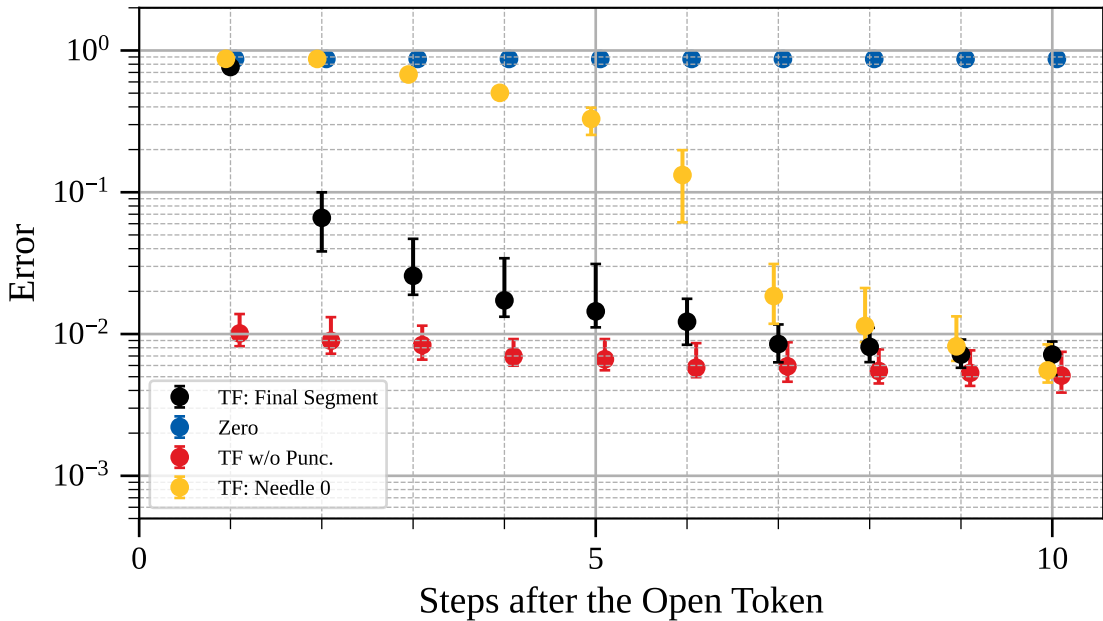 10^0
10^−1
10^−2
10^−3
Error
TF: Final Segment
Zero
TF w/o Punc.
TF: Needle 0
0 5 10
Steps after the Open Token